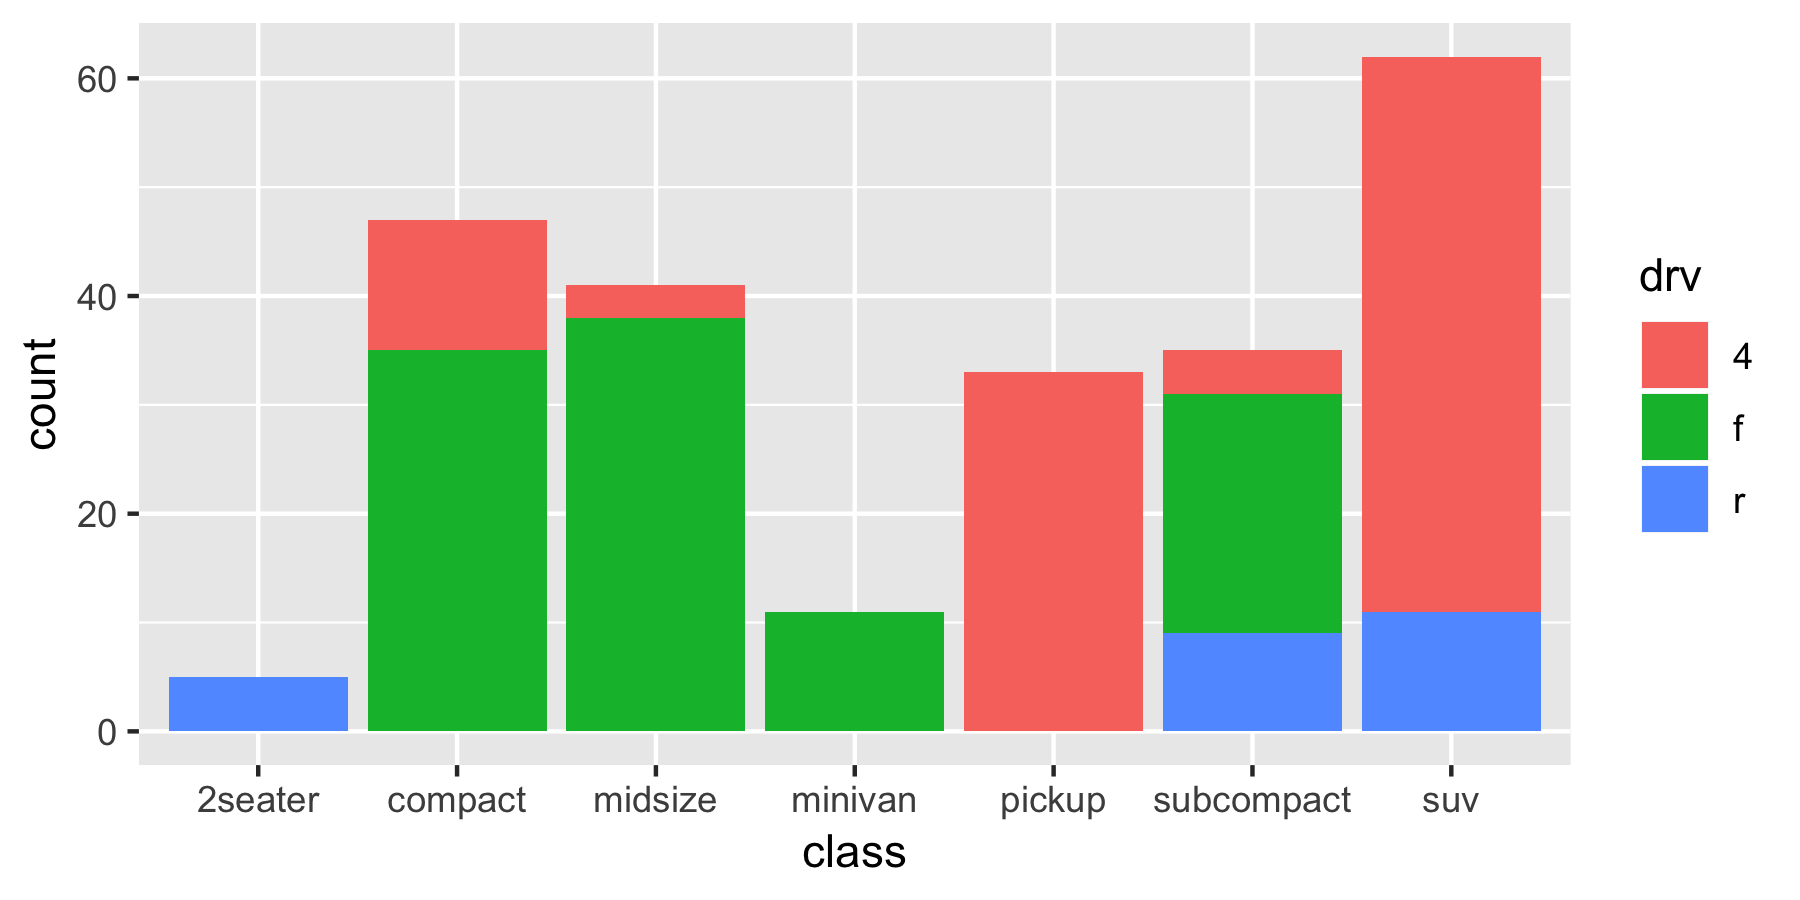 60
40
20
0
count
2seater compact midsize minivan pickup subcompact suv
class
drv
4
f
r